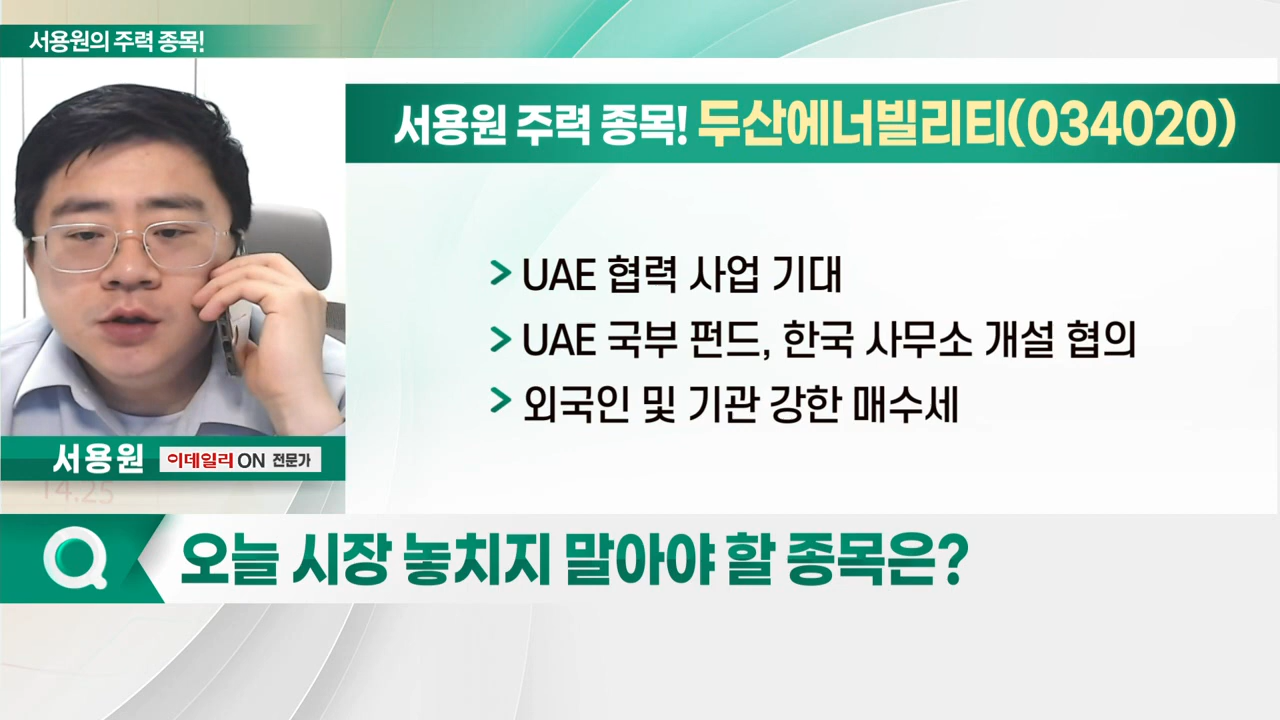 서용원의 주력 종목!
서용원 주력 종목! 두산에너빌리티(034020)
> UAE 협력 사업 기대
> UAE 국부 펀드, 한국 사무소 개설 협의
> 외국인 및 기관 강한 매수세
서용원 이데일리 ON 전문가
14.25
오늘 시장 놓치지 말아야 할 종목은?